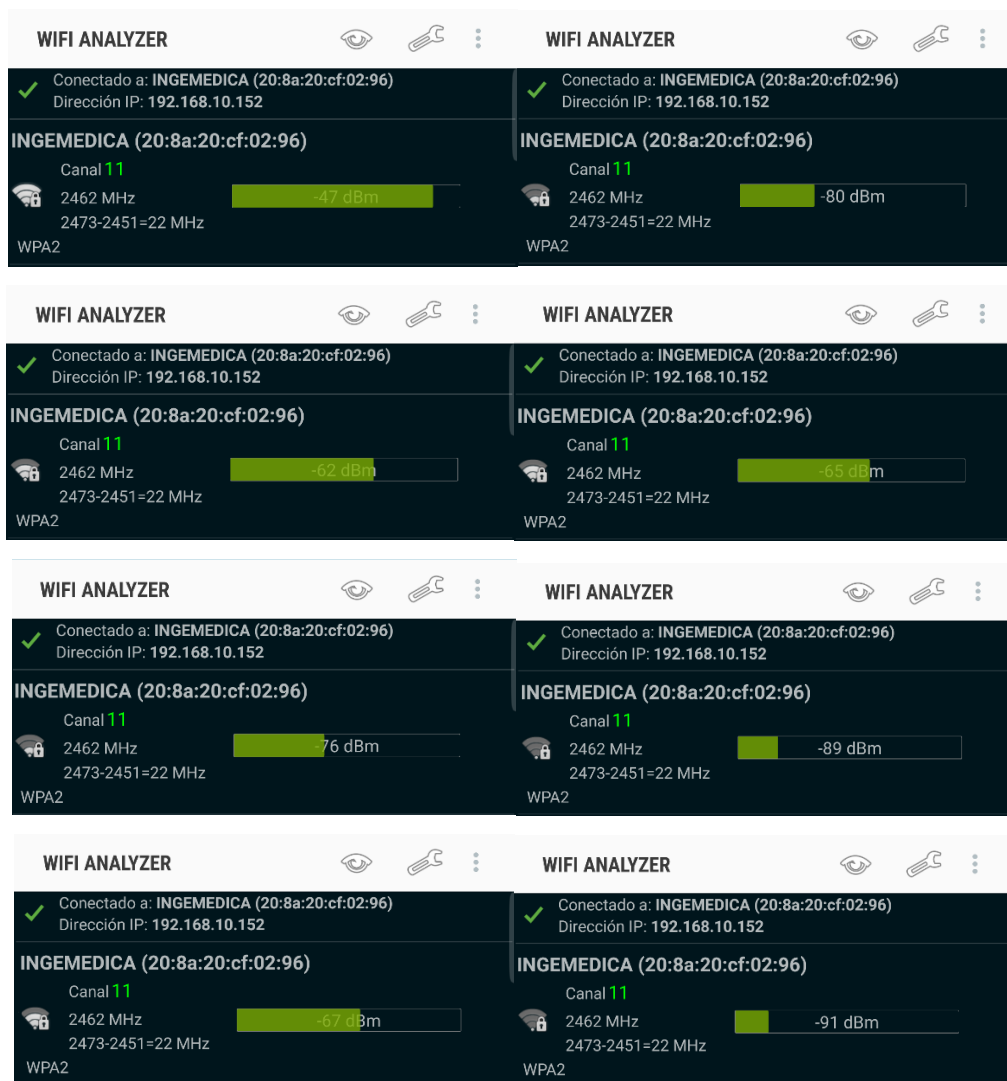 WIFI ANALYZER
Conectado a: INGEMEDICA (20:8a:20:cf:02:96)
Dirección IP: 192.168.10.152
INGEMEDICA (20:8a:20:cf:02:96)
Canal 11
2462 MHz
-47 dBm
2473-2451=22 MHz
WPA2
WIFI ANALYZER
Conectado a: INGEMEDICA (20:8a:20:cf:02:96)
Dirección IP: 192.168.10.152
INGEMEDICA (20:8a:20:cf:02:96)
Canal 11
2462 MHz
-80 dBm
2473-2451=22 MHz
WPA2
WIFI ANALYZER
Conectado a: INGEMEDICA (20:8a:20:cf:02:96)
Dirección IP: 192.168.10.152
INGEMEDICA (20:8a:20:cf:02:96)
Canal 11
2462 MHz
-62 dBm
2473-2451=22 MHz
WPA2
WIFI ANALYZER
Conectado a: INGEMEDICA (20:8a:20:cf:02:96)
Dirección IP: 192.168.10.152
INGEMEDICA (20:8a:20:cf:02:96)
Canal 11
2462 MHz
-65 dBm
2473-2451=22 MHz
WPA2
WIFI ANALYZER
Conectado a: INGEMEDICA (20:8a:20:cf:02:96)
Dirección IP: 192.168.10.152
INGEMEDICA (20:8a:20:cf:02:96)
Canal 11
2462 MHz
-76 dBm
2473-2451=22 MHz
WPA2
WIFI ANALYZER
Conectado a: INGEMEDICA (20:8a:20:cf:02:96)
Dirección IP: 192.168.10.152
INGEMEDICA (20:8a:20:cf:02:96)
Canal 11
2462 MHz
-89 dBm
2473-2451=22 MHz
WPA2
WIFI ANALYZER
Conectado a: INGEMEDICA (20:8a:20:cf:02:96)
Dirección IP: 192.168.10.152
INGEMEDICA (20:8a:20:cf:02:96)
Canal 11
2462 MHz
-67 dBm
2473-2451=22 MHz
WPA2
WIFI ANALYZER
Conectado a: INGEMEDICA (20:8a:20:cf:02:96)
Dirección IP: 192.168.10.152
INGEMEDICA (20:8a:20:cf:02:96)
Canal 11
2462 MHz
-91 dBm
2473-2451=22 MHz
WPA2